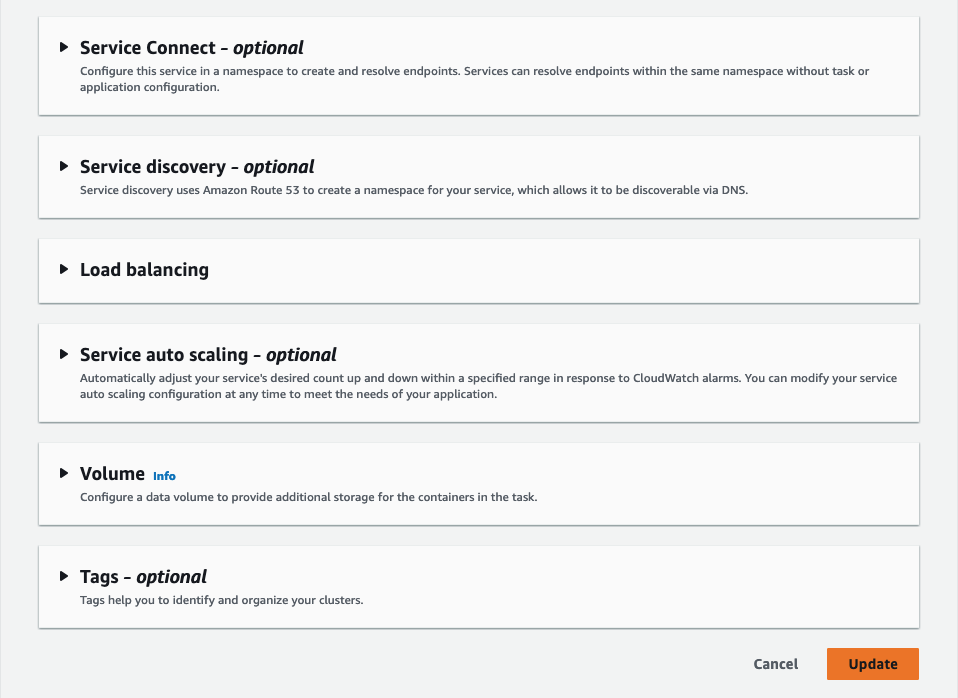 Service Connect - optional
Configure this service in a namespace to create and resolve endpoints. Services can resolve endpoints within the same namespace without task or
application configuration.
Service discovery - optional
Service discovery uses Amazon Route 53 to create a namespace for your service, which allows it to be discoverable via DNS.
Load balancing
Service auto scaling - optional
Automatically adjust your service's desired count up and down within a specified range in response to CloudWatch alarms. You can modify your service
auto scaling configuration at any time to meet the needs of your application.
Volume Info
Configure a data volume to provide additional storage for the containers in the task.
Tags - optional
Tags help you to identify and organize your clusters.
Cancel Update